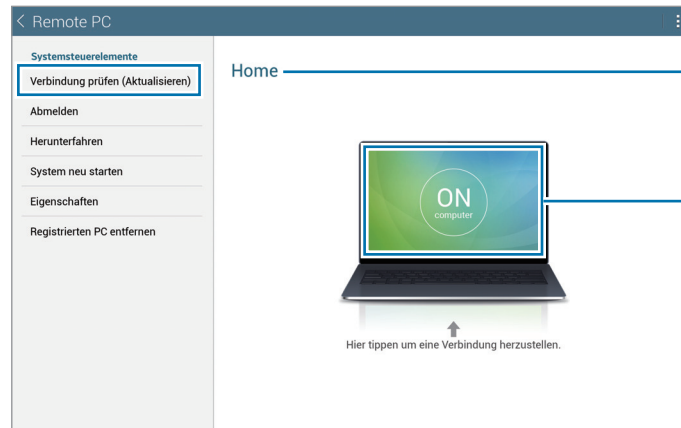 Remote PC
Systemsteuerelemente
Verbindung prüfen (Aktualisieren)
Abmelden
Herunterfahren
System neu starten
Eigenschaften
Registrierten PC entfernen
Home
ON
computer
Hier tippen um eine Verbindung herzustellen.